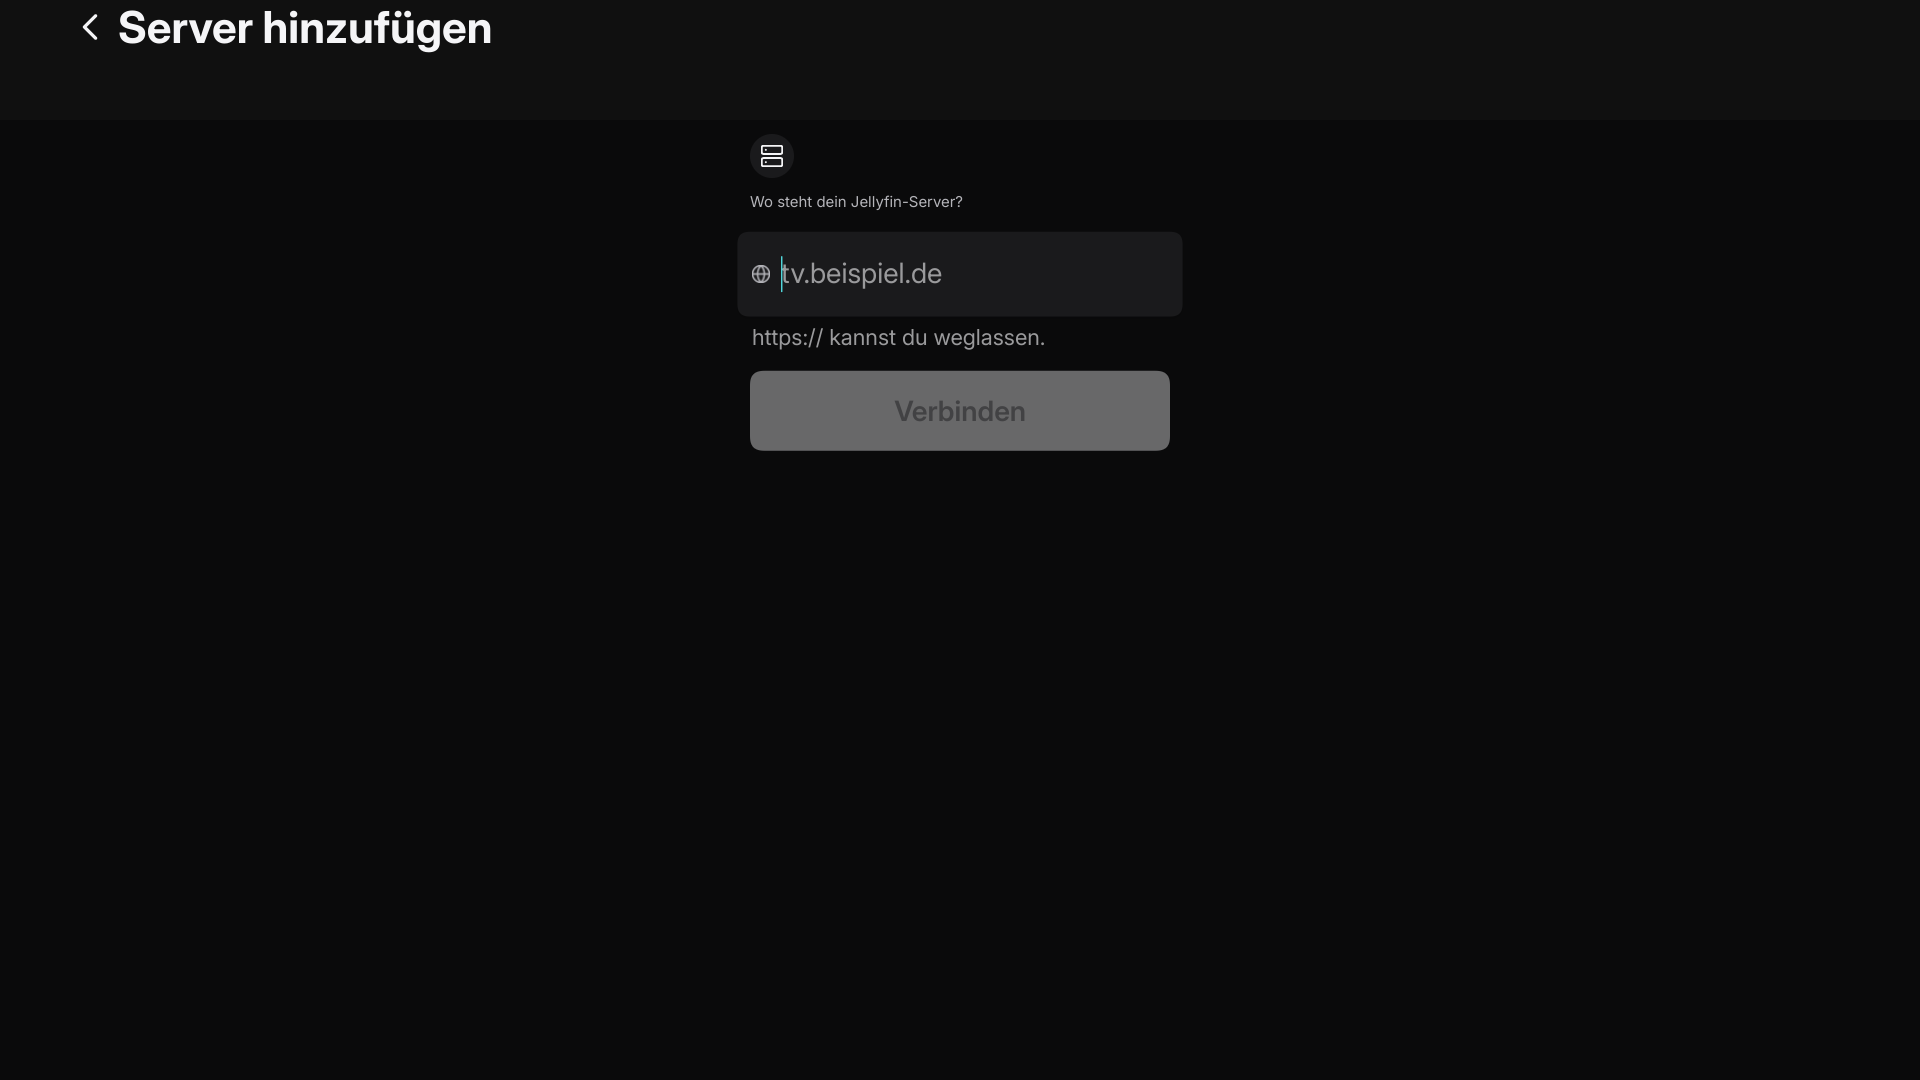 Server hinzufügen
Wo steht dein Jellyfin-Server?
tv.beispiel.de
https:// kannst du weglassen.
Verbinden